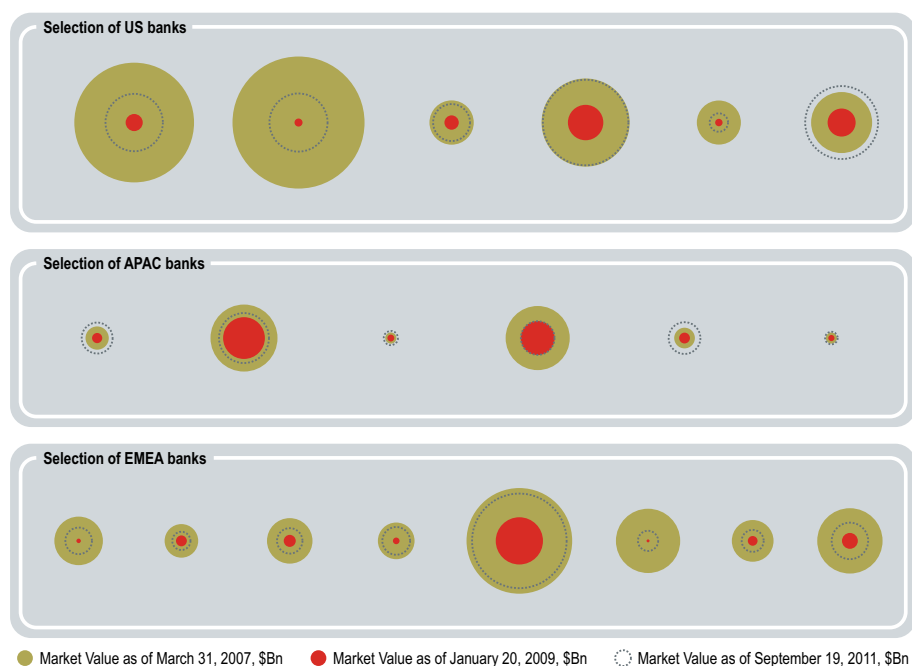 Selection of US banks
Selection of APAC banks
Selection of EMEA banks
Market Value as of March 31, 2007, $Bn Market Value as of January 20, 2009, $Bn Market Value as of September 19, 2011, $Bn